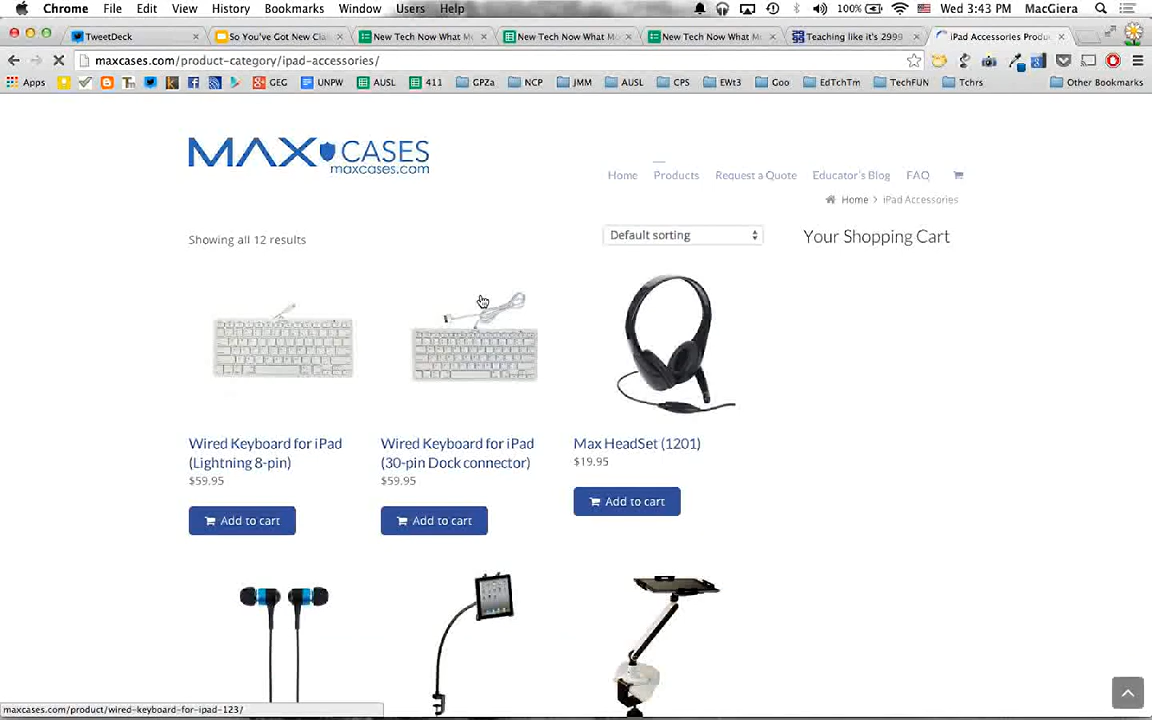 Chrome File Edit View History Bookmarks Window Users Help 100% Wed 3:43 PM MacGiera
TweetDeck So You've Got New Cla New Tech Now What M New Tech Now What Mo New Tech Now What Mo Teaching like it's 2999 iPad Accessories Produ
maxcases.com/product-category/ipad-accessories/
Apps GEG UNPW AUSL 411 GPZa NCP JMM AUSL CPS EWt3 Goo EdTchTm TechFUN Tchrs Other Bookmarks
MAX CASES
maxcases.com
Home Products Request a Quote Educator's Blog FAQ
Home > iPad Accessories
Showing all 12 results
Default sorting
Your Shopping Cart
Wired Keyboard for iPad
(Lightning 8-pin)
$59.95
Add to cart
Wired Keyboard for iPad
(30-pin Dock connector)
$59.95
Add to cart
Max HeadSet (1201)
$19.95
Add to cart
maxcases.com/product/wired-keyboard-for-ipad-123/